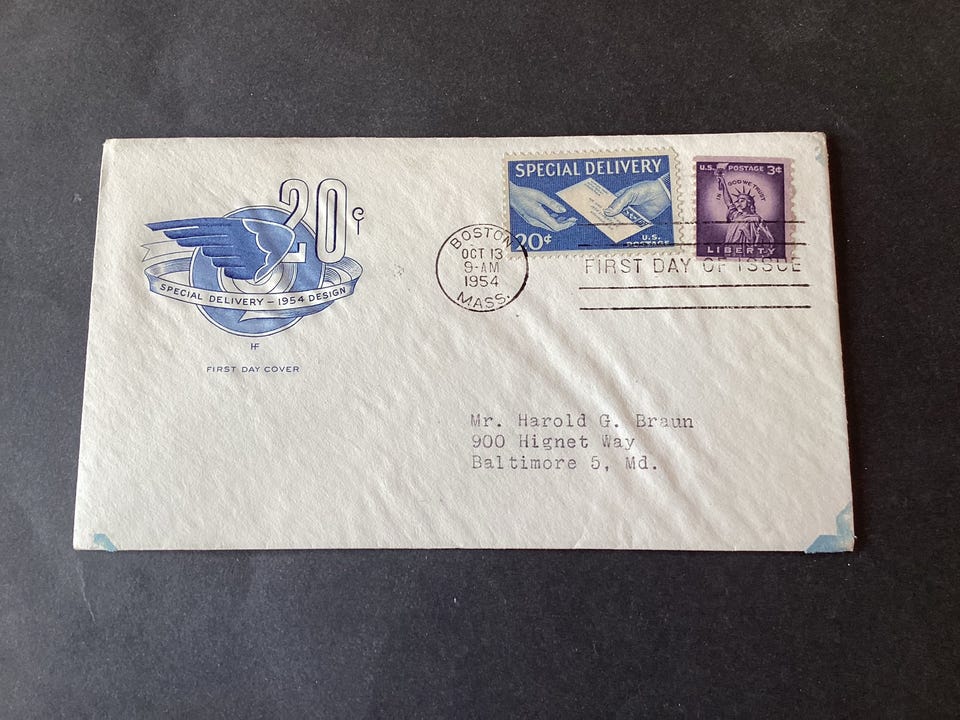 20¢
SPECIAL DELIVERY — 1954 DESIGN
HF
FIRST DAY COVER
SPECIAL DELIVERY
20¢
U.S.
POSTAGE
U.S. POSTAGE 3¢
IN GOD WE TRUST
LIBERTY
BOSTON
OCT 13
9-AM
1954
MASS.
FIRST DAY OF ISSUE
Mr. Harold G. Braun
900 Hignet Way
Baltimore 5, Md.